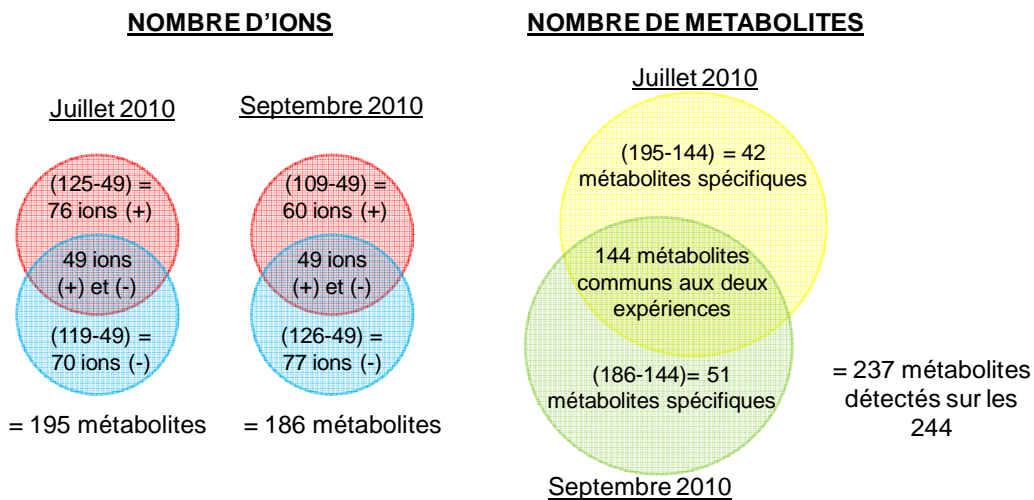 NOMBRE D'IONS
Juillet 2010
Septembre 2010
(125-49) =
76 ions (+)
49 ions
(+) et (-)
(119-49) =
70 ions (-)
= 195 métabolites
(109-49) =
60 ions (+)
49 ions
(+) et (-)
(126-49) =
77 ions (-)
= 186 métabolites
NOMBRE DE METABOLITES
Juillet 2010
(195-144) = 42
métabolites spécifiques
144 métabolites
communs aux deux
expériences
(186-144)= 51
métabolites spécifiques
Septembre 2010
= 237 métabolites
détectés sur les
244